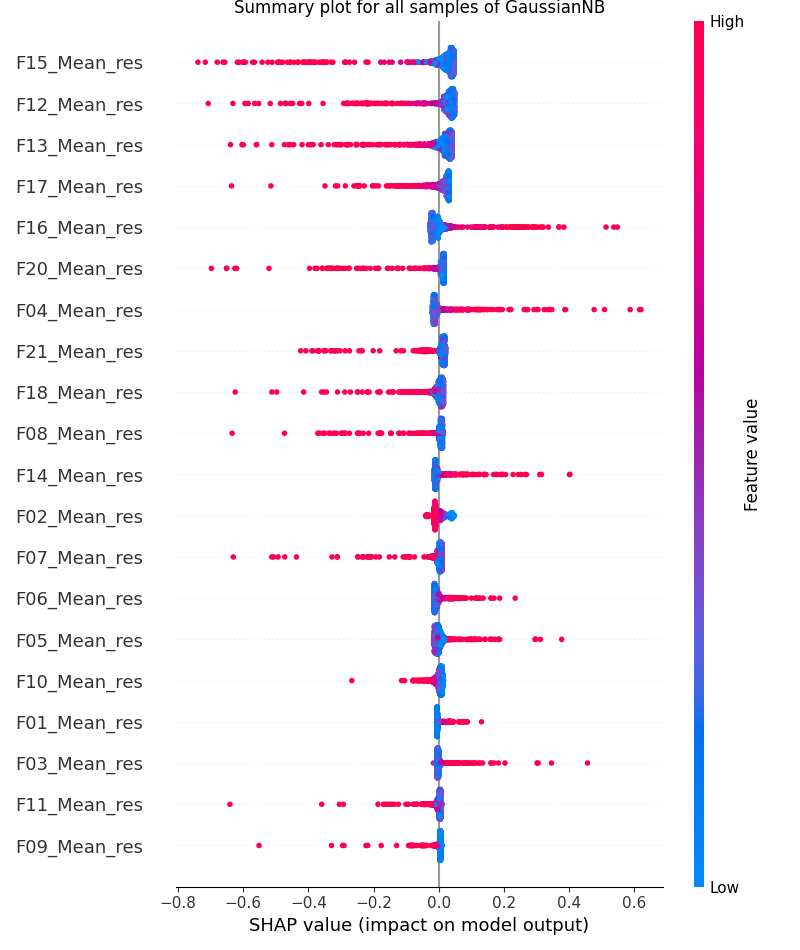 Summary plot for all samples of GaussianNB
High
F15_Mean_res
F12_Mean_res
F13_Mean_res
F17_Mean_res
F16_Mean_res
F20_Mean_res
F04_Mean_res
F21_Mean_res
F18_Mean_res
F08_Mean_res
F14_Mean_res
F02_Mean_res
F07_Mean_res
F06_Mean_res
F05_Mean_res
F10_Mean_res
F01_Mean_res
F03_Mean_res
F11_Mean_res
F09_Mean_res
Feature value
Low
−0.8 −0.6 −0.4 −0.2 0.0 0.2 0.4 0.6
SHAP value (impact on model output)